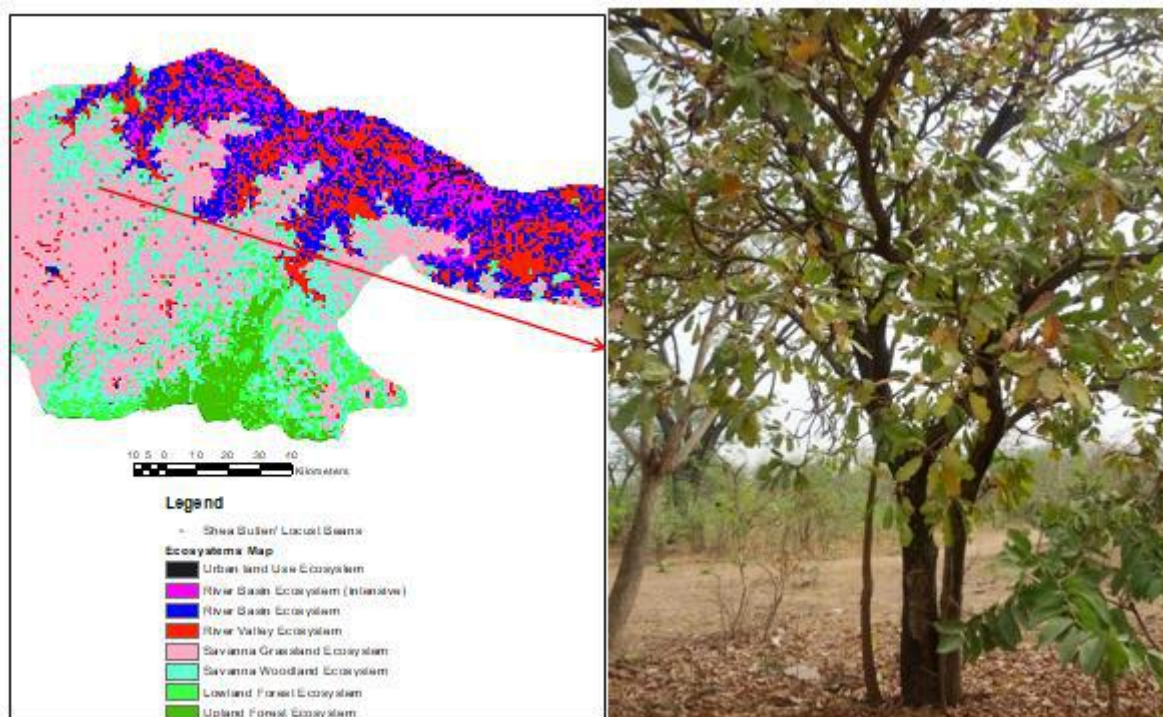 10 5 0 10 20 30 40
Kilometers
Legend
Shea Butter/ Locust Beans
Ecosystems Map
Urban land Use Ecosystem
River Basin Ecosystem (Intensive)
River Basin Ecosystem
River Valley Ecosystem
Savanna Grassland Ecosystem
Savanna Woodland Ecosystem
Lowland Forest Ecosystem
Upland Forest Ecosystem